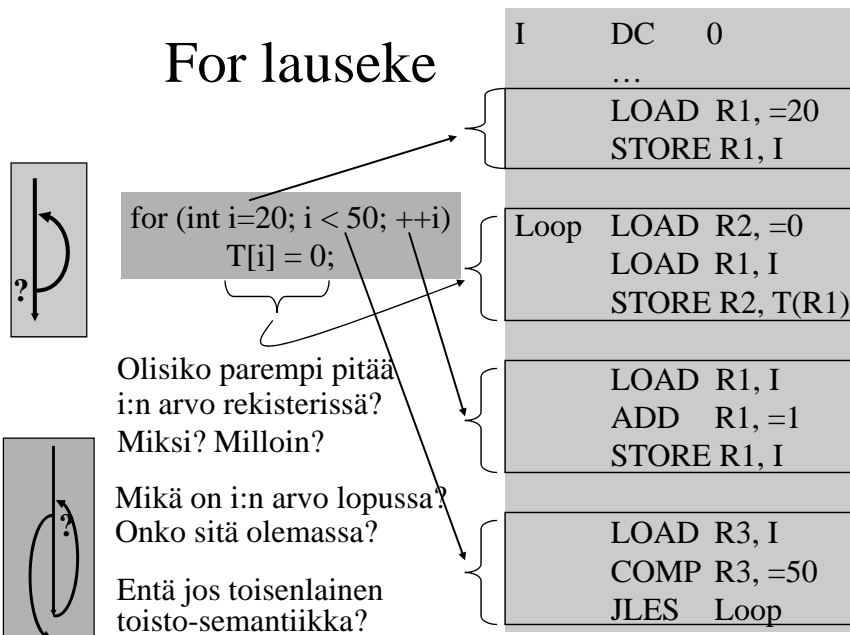 For lauseke
I DC 0
…
LOAD R1, =20
STORE R1, I
for (int i=20; i < 50; ++i)
T[i] = 0;
Loop LOAD R2, =0
LOAD R1, I
STORE R2, T(R1)
?
Olisiko parempi pitää
i:n arvo rekisterissä?
Miksi? Milloin?
LOAD R1, I
ADD R1, =1
STORE R1, I
Mikä on i:n arvo lopussa?
Onko sitä olemassa?
?
Entä jos toisenlainen
toisto-semantiikka?
LOAD R3, I
COMP R3, =50
JLES Loop